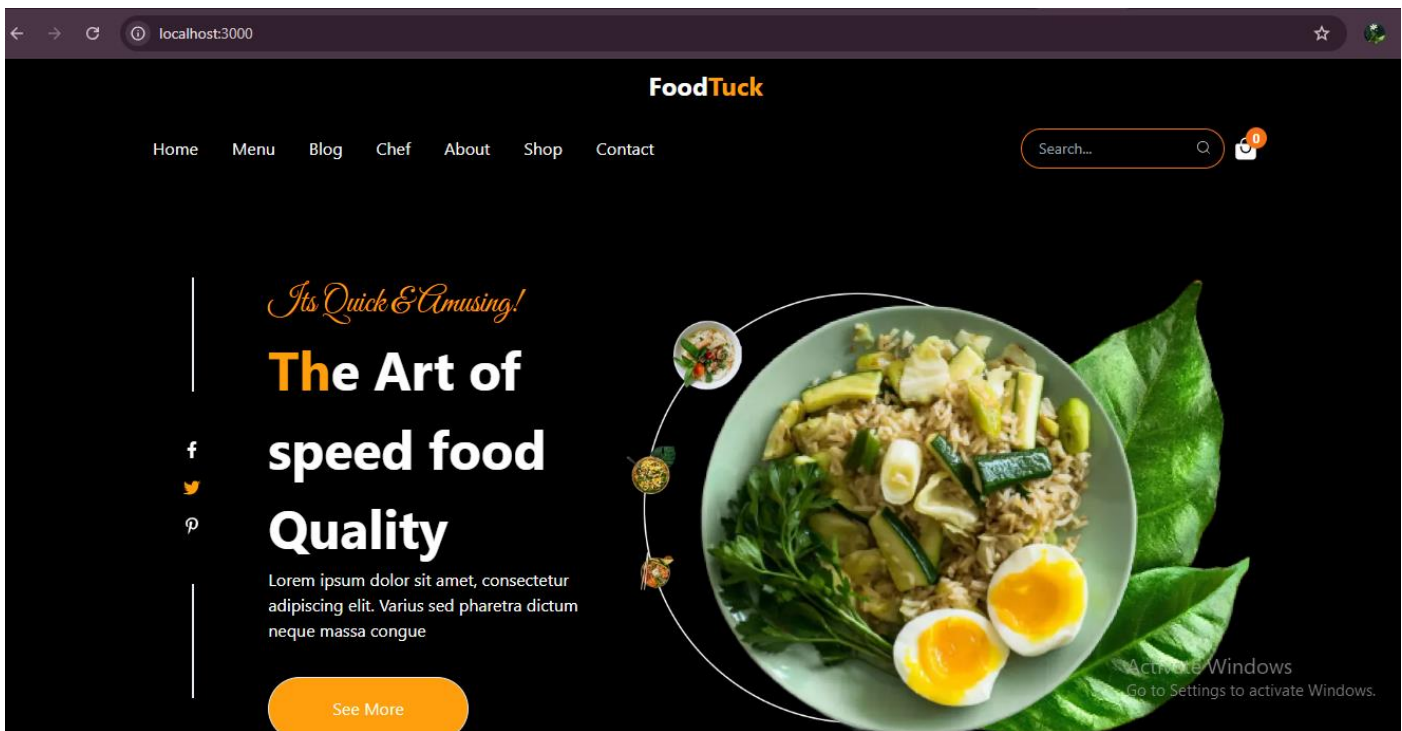 localhost:3000
FoodTuck
Home Menu Blog Chef About Shop Contact Search... 0
Its Quick & Amusing!
The Art of
speed food
Quality
Lorem ipsum dolor sit amet, consectetur
adipiscing elit. Varius sed pharetra dictum
neque massa congue
See More
Activate Windows
Go to Settings to activate Windows.